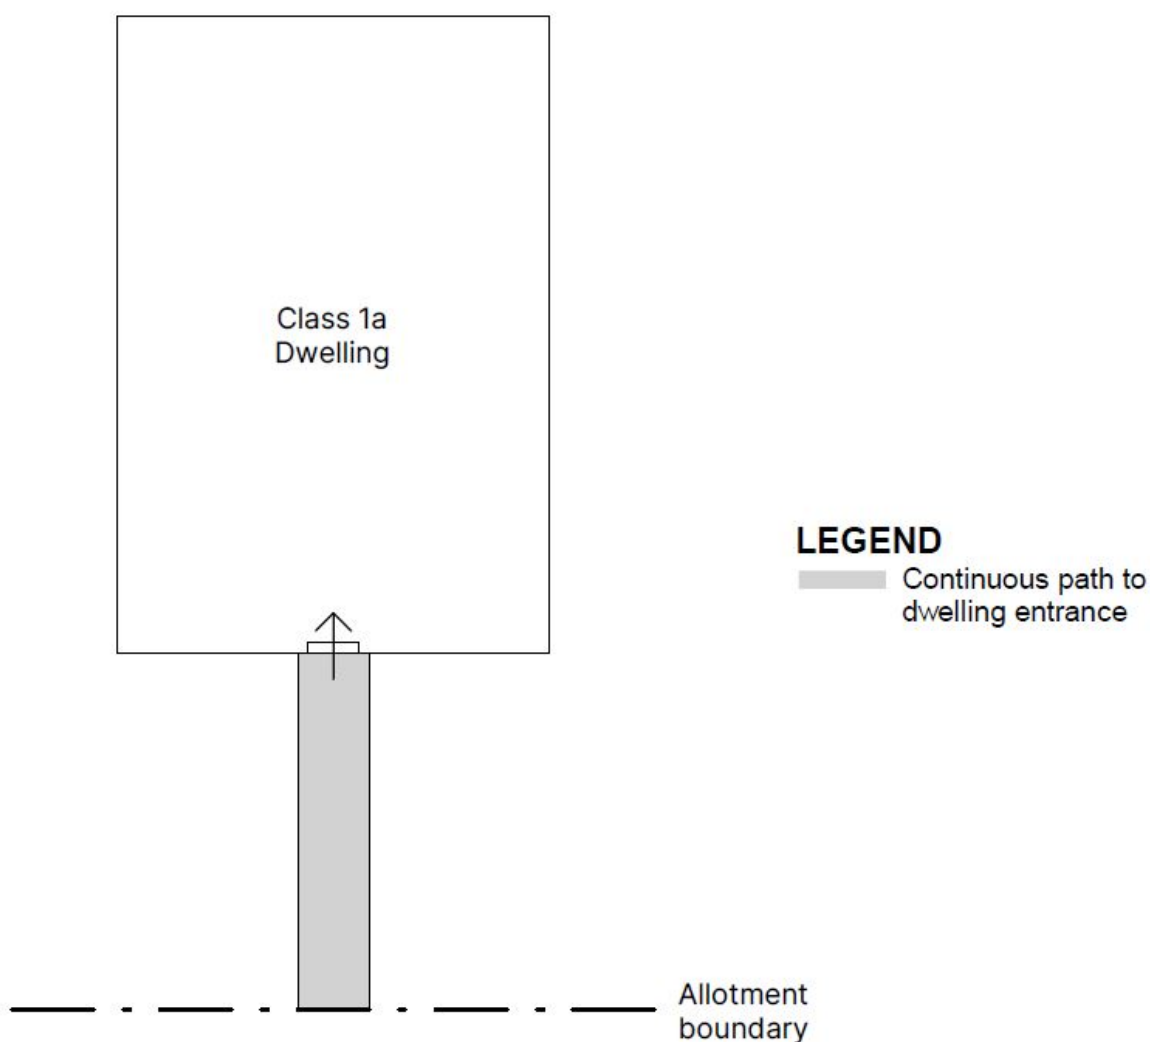 Class 1a
Dwelling
LEGEND
Continuous path to
dwelling entrance
Allotment
boundary